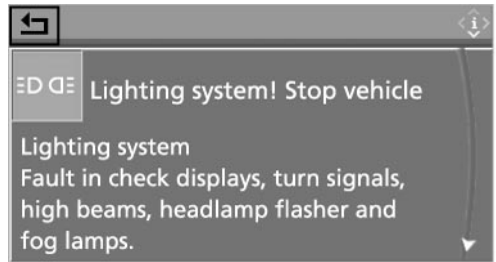 Lighting system! Stop vehicle
Lighting system
Fault in check displays, turn signals,
high beams, headlamp flasher and
fog lamps.